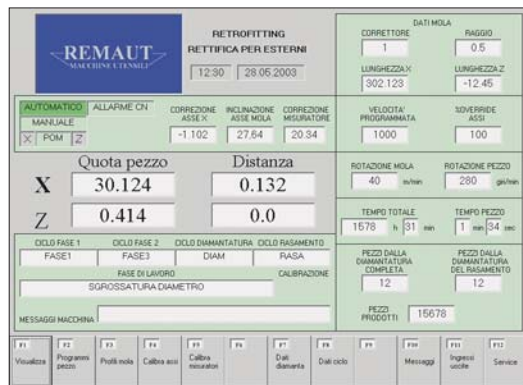 REMAUT
MACCHINE UTENSILI
RETROFITTING
RETTIFICA PER ESTERNI
12:30 28.05.2003
DATI MOLA
CORRETTORE RAGGIO
1 0.5
LUNGHEZZA X LUNGHEZZA Z
302.123 -12.45
AUTOMATICO ALLARME CN
MANUALE
X POM Z
CORREZIONE ASSE X
INCLINAZIONE ASSE MOLA
CORREZIONE MISURATORE
-1.102 27.64 20.34
VELOCITA' PROGRAMMATA
%OVERRIDE ASSI
1000 100
Quota pezzo Distanza
X 30.124 0.132
Z 0.414 0.0
ROTAZIONE MOLA ROTAZIONE PEZZO
40 m/min 280 giri/min
TEMPO TOTALE TEMPO PEZZO
1578 h 31 min 1 min 34 sec
CICLO FASE 1 CICLO FASE 2 CICLO DIAMANTATURA CICLO RASAMENTO
FASE1 FASE3 DIAM RASA
FASE DI LAVORO CALIBRAZIONE
SGROSSATURA DIAMETRO
MESSAGGI MACCHINA
PEZZI DALLA DIAMANTATURA COMPLETA
PEZZI DALLA DIAMANTATURA DEL RASAMENTO
12 12
PEZZI PRODOTTI 15678
F1 F2 F3 F4 F5 F6 F7 F8 F9 F10 F11 F12
Visualizza Programmi pezzo Profili mola Calibra assi Calibra misuratori Dati diamanta Dati ciclo Messaggi Ingressi uscite Service